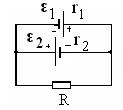 ε₁ r₁
- +
ε₂ + - r₂
R